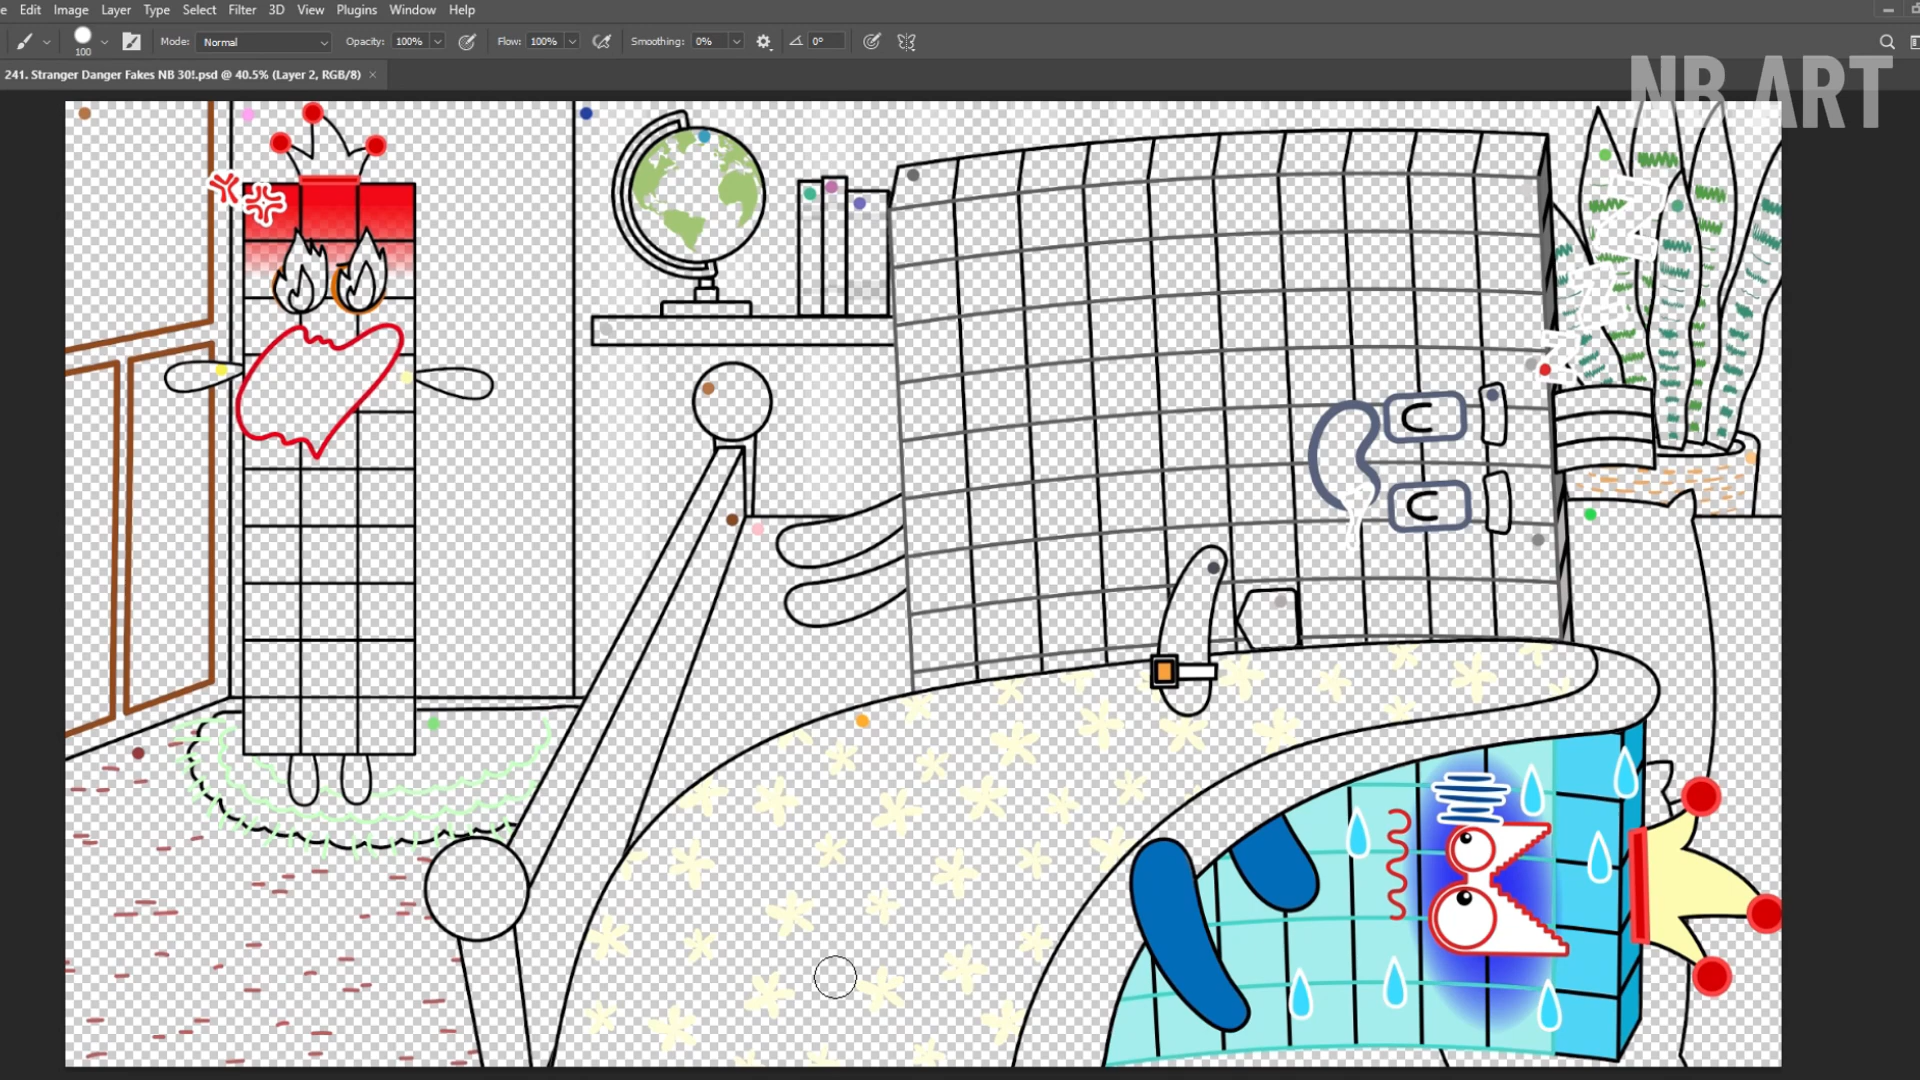 Edit Image Layer Type Select Filter 3D View Plugins Window Help
100 Mode: Normal Opacity: 100% Flow: 100% Smoothing: 0% 0°
241. Stranger Danger Fakes NB 30!.psd @ 40.5% (Layer 2, RGB/8) ×
NB ART
Z
Z
Z